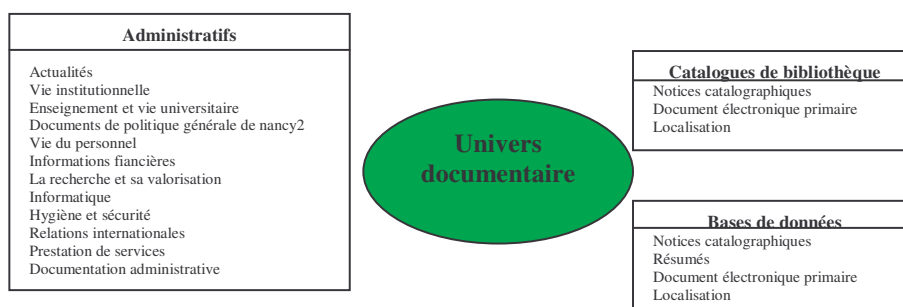 Administratifs
Actualités
Vie institutionnelle
Enseignement et vie universitaire
Documents de politique générale de nancy2
Vie du personnel
Informations financières
La recherche et sa valorisation
Informatique
Hygiène et sécurité
Relations internationales
Prestation de services
Documentation administrative
Univers
documentaire
Catalogues de bibliothèque
Notices catalographiques
Document électronique primaire
Localisation
Bases de données
Notices catalographiques
Résumés
Document électronique primaire
Localisation